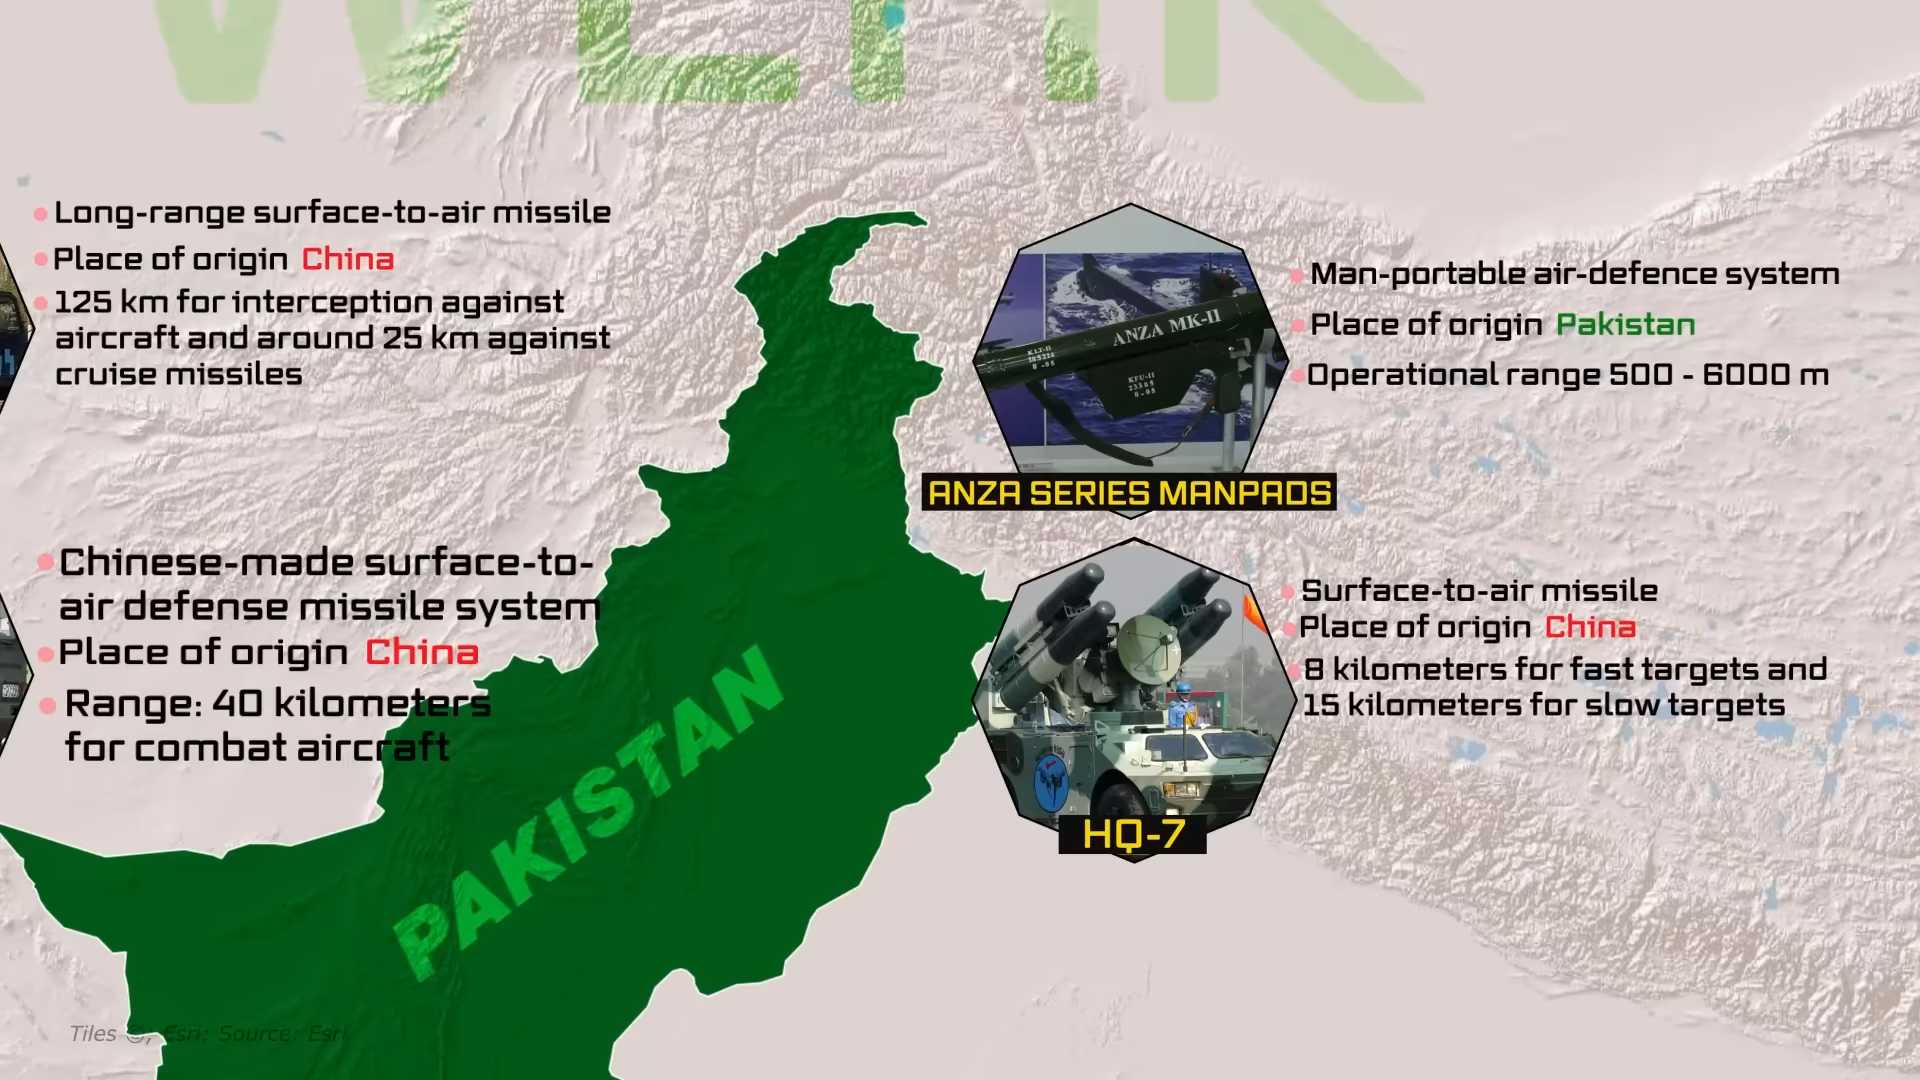 Long-range surface-to-air missile
Place of origin China
125 km for interception against
aircraft and around 25 km against
cruise missiles
Chinese-made surface-to-
air defense missile system
Place of origin China
Range: 40 kilometers
for combat aircraft
PAKISTAN
ANZA MK-II
KFU-II
ANZA SERIES MANPADS
Man-portable air-defence system
Place of origin Pakistan
Operational range 500 - 6000 m
HQ-7
Surface-to-air missile
Place of origin China
8 kilometers for fast targets and
15 kilometers for slow targets
Tiles ©; Esri; Source: Esri